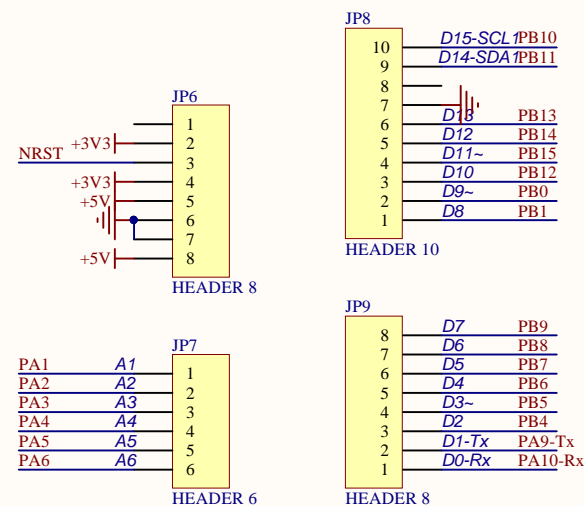 JP6
1
+3V3 2
NRST 3
+3V3 4
+5V 5
6
7
+5V 8
HEADER 8
JP8
10 D15-SCL1 PB10
9 D14-SDA1 PB11
8
7
6 D13 PB13
5 D12 PB14
4 D11~ PB15
3 D10 PB12
2 D9~ PB0
1 D8 PB1
HEADER 10
JP7
PA1 A1 1
PA2 A2 2
PA3 A3 3
PA4 A4 4
PA5 A5 5
PA6 A6 6
HEADER 6
JP9
8 D7 PB9
7 D6 PB8
6 D5 PB7
5 D4 PB6
4 D3~ PB5
3 D2 PB4
2 D1-Tx PA9-Tx
1 D0-Rx PA10-Rx
HEADER 8